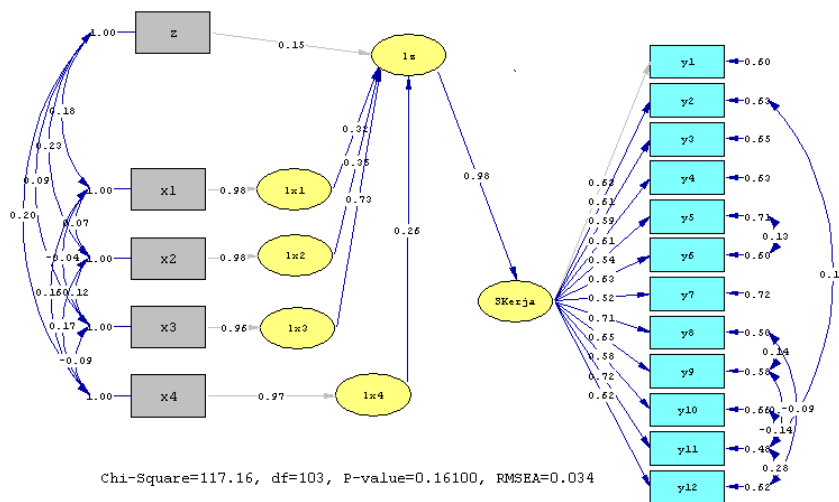 1.00 z 0.15 lz
y1 0.60
y2 0.63
y3 0.65
y4 0.63
y5 0.71
0.13
y6 0.60
y7 0.72
y8 0.50
0.14
y9 0.58
y10 0.66
-0.09
-0.14
y11 0.48
0.28
y12 0.62
0.1
0.18
0.23
0.09
0.20
1.00 x1 0.98 lx1 0.32
0.07
1.00 x2 0.98 lx2 0.35
-0.04
0.12
1.00 x3 0.96 lx3 0.73
0.17
-0.09
1.00 x4 0.97 lx4 0.26
0.98
SKerja
0.61
0.59
0.61
0.54
0.63
0.52
0.71
0.65
0.58
0.72
0.62
Chi-Square=117.16, df=103, P-value=0.16100, RMSEA=0.034